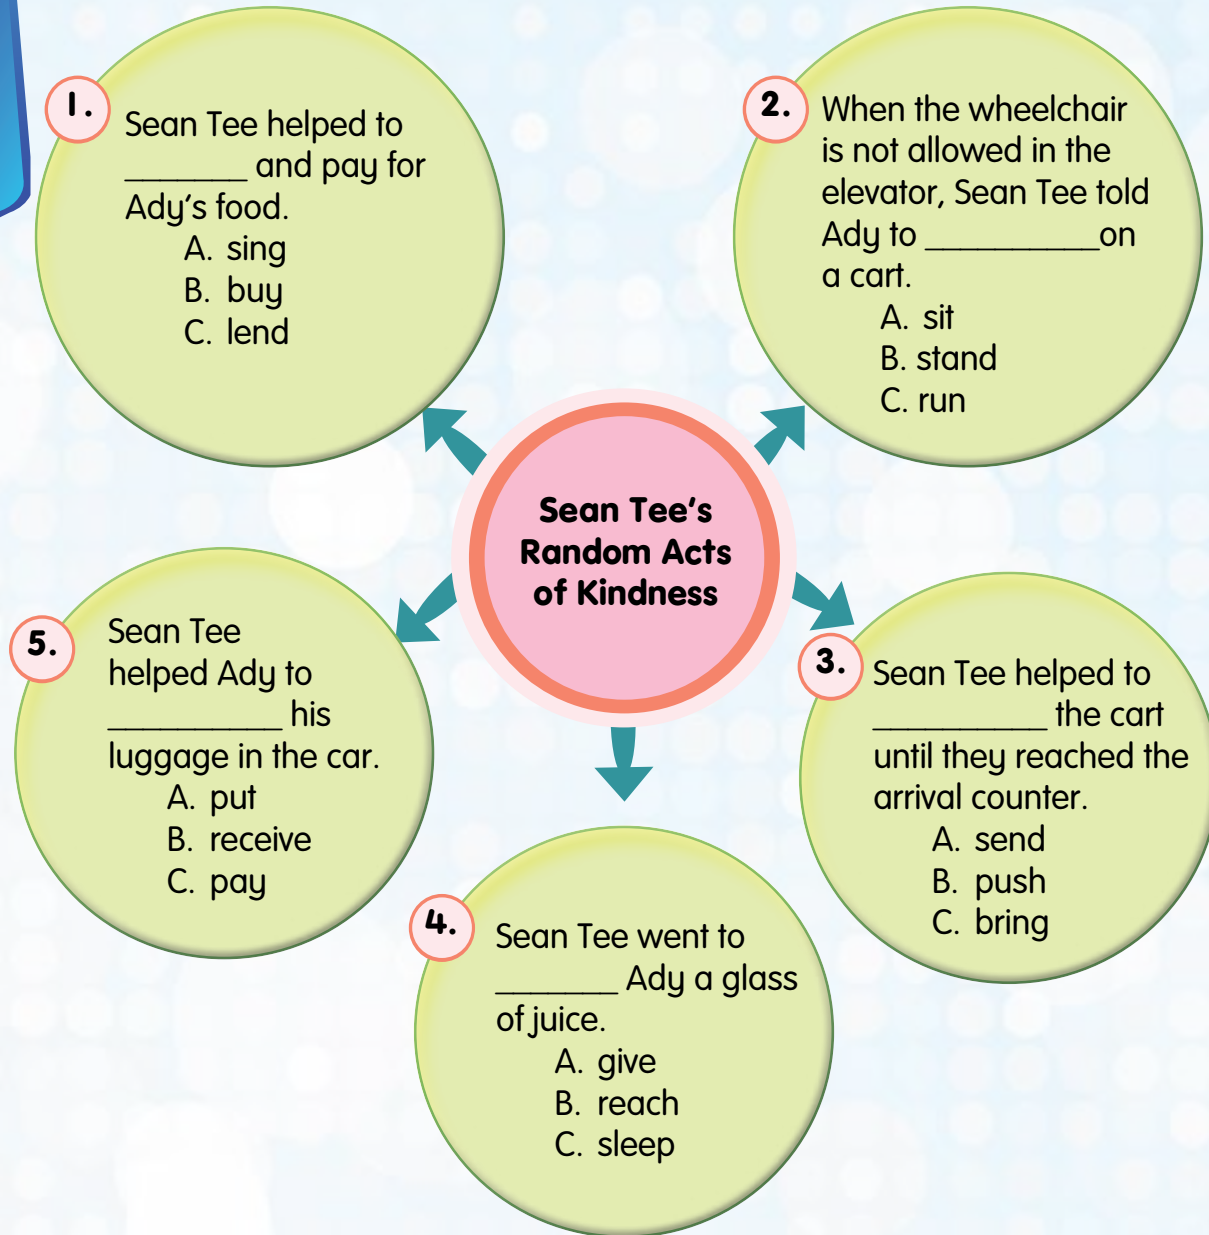 1.
Sean Tee helped to
_______ and pay for
Ady's food.
A. sing
B. buy
C. lend
2.
When the wheelchair
is not allowed in the
elevator, Sean Tee told
Ady to __________on
a cart.
A. sit
B. stand
C. run
Sean Tee's
Random Acts
of Kindness
3.
Sean Tee helped to
__________ the cart
until they reached the
arrival counter.
A. send
B. push
C. bring
4.
Sean Tee went to
_______ Ady a glass
of juice.
A. give
B. reach
C. sleep
5.
Sean Tee
helped Ady to
__________ his
luggage in the car.
A. put
B. receive
C. pay